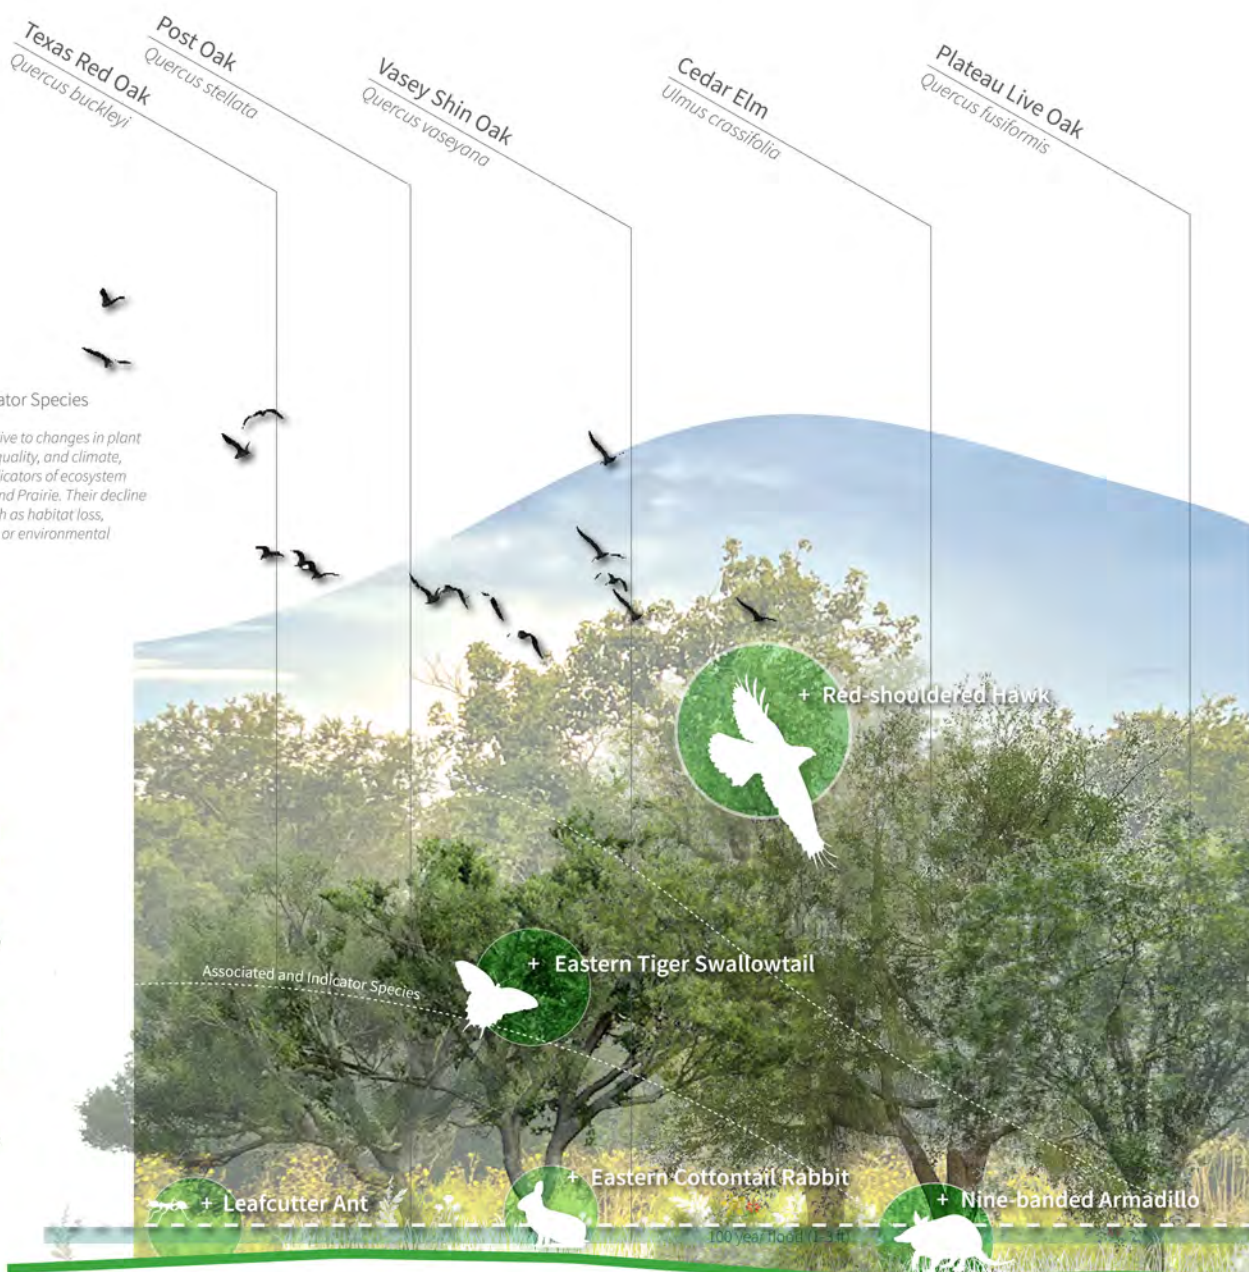 Texas Red Oak
Quercus buckleyi
Post Oak
Quercus stellata
Vasey Shin Oak
Quercus vaseyana
Cedar Elm
Ulmus crassifolia
Plateau Live Oak
Quercus fusiformis
ator Species
ive to changes in plant
quality, and climate,
icators of ecosystem
nd Prairie. Their decline
h as habitat loss,
or environmental
+ Red-shouldered Hawk
+ Eastern Tiger Swallowtail
Associated and Indicator Species
+ Eastern Cottontail Rabbit
+ Leafcutter Ant
+ Nine-banded Armadillo
100 year flood (1-3 ft)